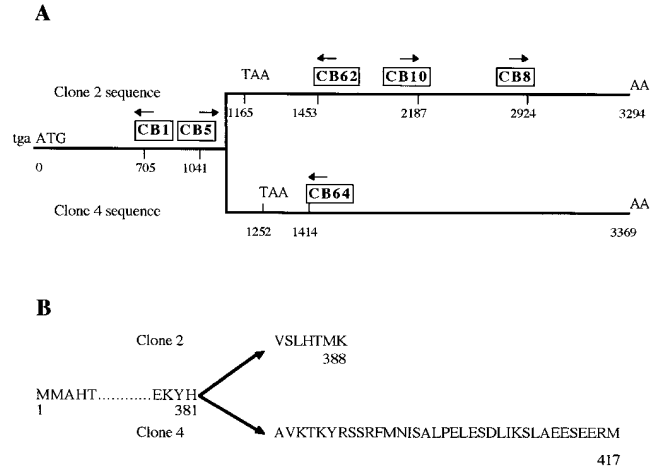 A
TAA CB62 CB10 CB8 AA
Clone 2 sequence
1165 1453 2187 2924 3294
tga ATG CB1 CB5
0 705 1041
TAA CB64 AA
Clone 4 sequence
1252 1414 3369
B
Clone 2 VSLHTMK
388
MMAHT............EKYH
1 381
Clone 4 AVKTKYRSSRFMNISALPELESDLIKSLAEESEERM
417